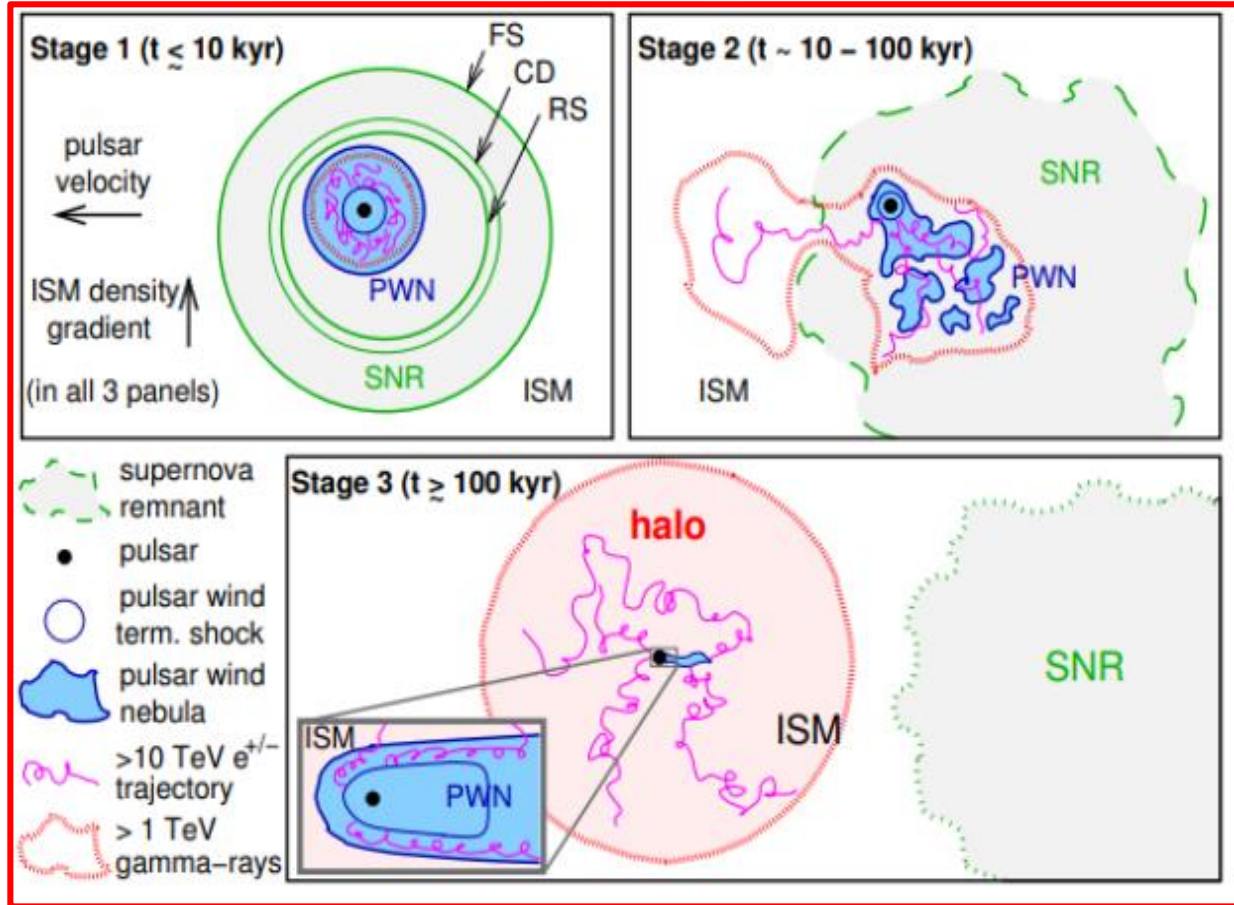 Stage 1 (t ≲ 10 kyr)
FS
CD
RS
pulsar
velocity
ISM density
gradient
(in all 3 panels)
PWN
SNR
ISM
Stage 2 (t ~ 10 – 100 kyr)
SNR
PWN
ISM
supernova
remnant
pulsar
pulsar wind
term. shock
pulsar wind
nebula
>10 TeV e+/−
trajectory
> 1 TeV
gamma−rays
Stage 3 (t ≳ 100 kyr)
halo
ISM
SNR
ISM
PWN